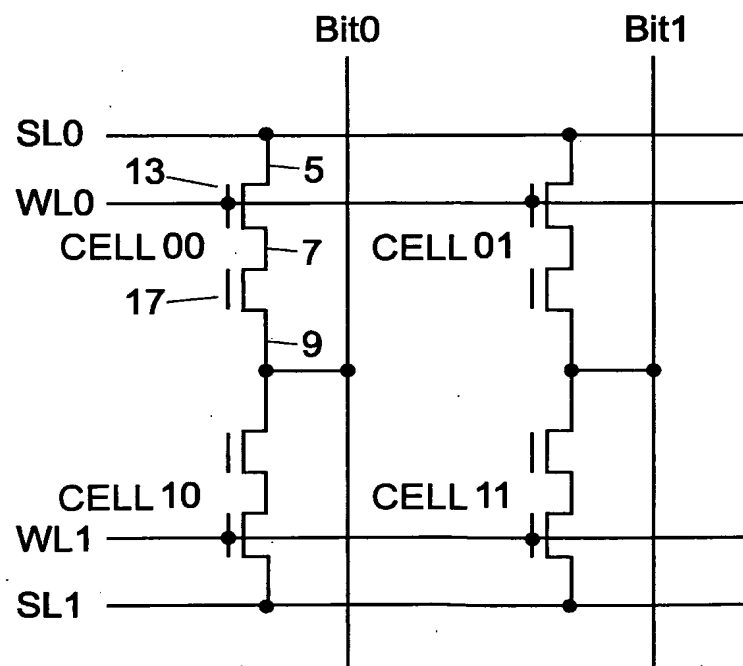 Bit0 Bit1
SL0
13 5
WL0
CELL 00 7 CELL 01
17
9
CELL 10 CELL 11
WL1
SL1